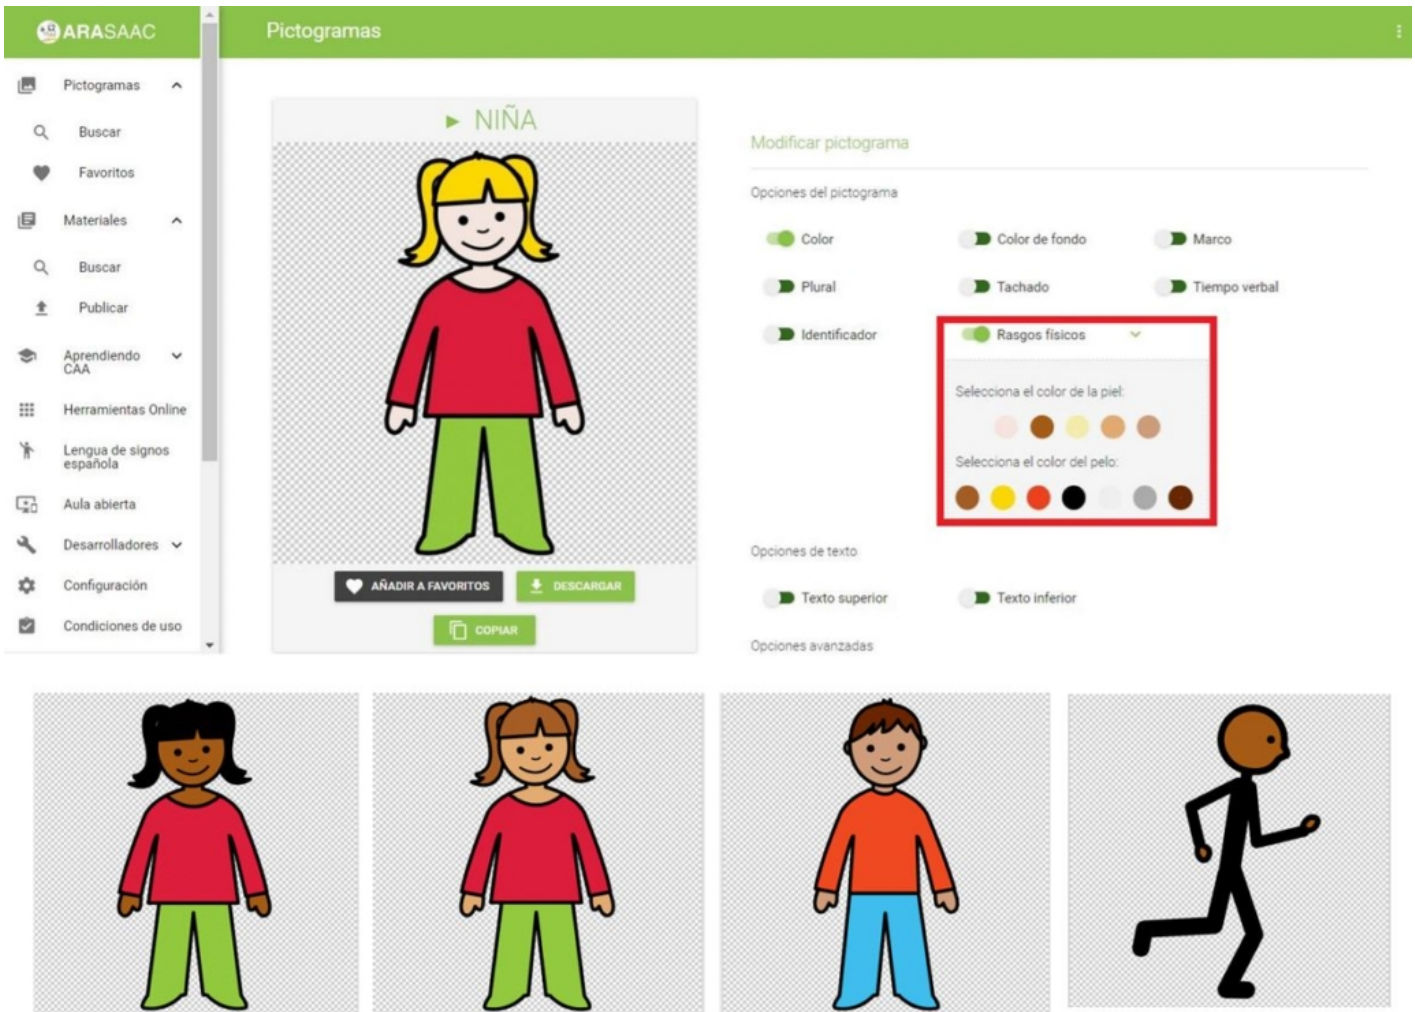 ARASAAC
Pictogramas
Pictogramas
Buscar
Favoritos
Materiales
Buscar
Publicar
Aprendiendo
CAA
Herramientas Online
Lengua de signos
española
Aula abierta
Desarrolladores
Configuración
Condiciones de uso
NIÑA
AÑADIR A FAVORITOS
DESCARGAR
COPIAR
Modificar pictograma
Opciones del pictograma
Color
Color de fondo
Marco
Plural
Tachado
Tiempo verbal
Identificador
Rasgos físicos
Selecciona el color de la piel:
Selecciona el color del pelo:
Opciones de texto
Texto superior
Texto inferior
Opciones avanzadas